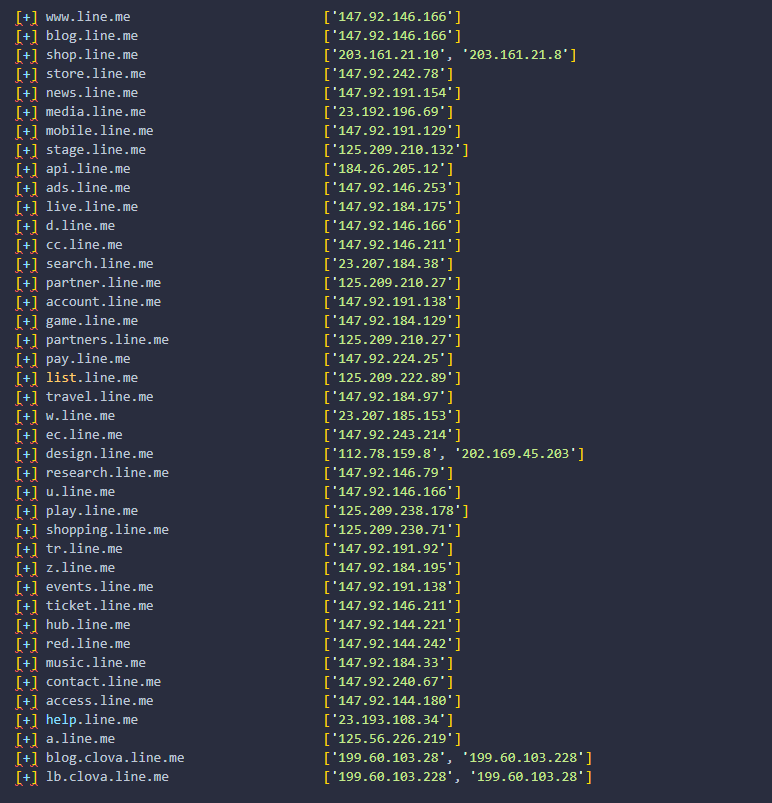 [+] www.line.me ['147.92.146.166']
[+] blog.line.me ['147.92.146.166']
[+] shop.line.me ['203.161.21.10', '203.161.21.8']
[+] store.line.me ['147.92.242.78']
[+] news.line.me ['147.92.191.154']
[+] media.line.me ['23.192.196.69']
[+] mobile.line.me ['147.92.191.129']
[+] stage.line.me ['125.209.210.132']
[+] api.line.me ['184.26.205.12']
[+] ads.line.me ['147.92.146.253']
[+] live.line.me ['147.92.184.175']
[+] d.line.me ['147.92.146.166']
[+] cc.line.me ['147.92.146.211']
[+] search.line.me ['23.207.184.38']
[+] partner.line.me ['125.209.210.27']
[+] account.line.me ['147.92.191.138']
[+] game.line.me ['147.92.184.129']
[+] partners.line.me ['125.209.210.27']
[+] pay.line.me ['147.92.224.25']
[+] list.line.me ['125.209.222.89']
[+] travel.line.me ['147.92.184.97']
[+] w.line.me ['23.207.185.153']
[+] ec.line.me ['147.92.243.214']
[+] design.line.me ['112.78.159.8', '202.169.45.203']
[+] research.line.me ['147.92.146.79']
[+] u.line.me ['147.92.146.166']
[+] play.line.me ['125.209.238.178']
[+] shopping.line.me ['125.209.230.71']
[+] tr.line.me ['147.92.191.92']
[+] z.line.me ['147.92.184.195']
[+] events.line.me ['147.92.191.138']
[+] ticket.line.me ['147.92.146.211']
[+] hub.line.me ['147.92.144.221']
[+] red.line.me ['147.92.144.242']
[+] music.line.me ['147.92.184.33']
[+] contact.line.me ['147.92.240.67']
[+] access.line.me ['147.92.144.180']
[+] help.line.me ['23.193.108.34']
[+] a.line.me ['125.56.226.219']
[+] blog.clova.line.me ['199.60.103.28', '199.60.103.228']
[+] lb.clova.line.me ['199.60.103.228', '199.60.103.28']